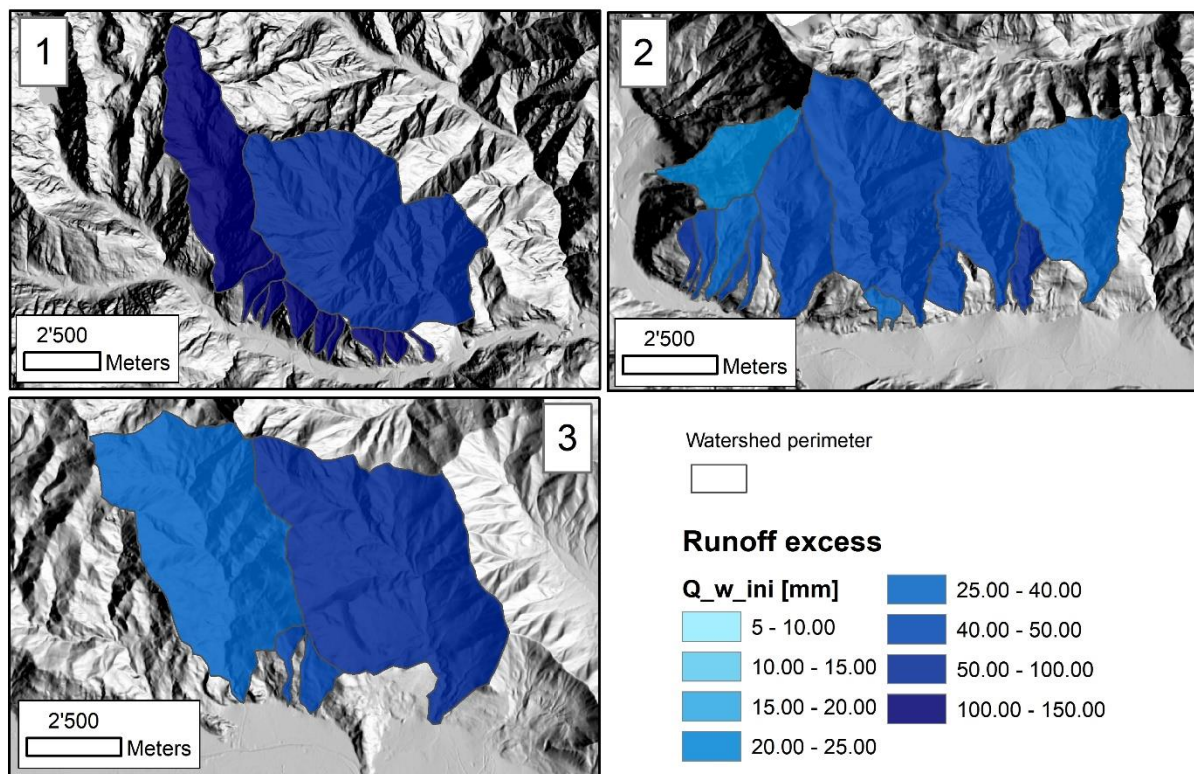 1
2'500
Meters
2
2'500
Meters
3
2'500
Meters
Watershed perimeter
Runoff excess
Q_w_ini [mm]
5 - 10.00
10.00 - 15.00
15.00 - 20.00
20.00 - 25.00
25.00 - 40.00
40.00 - 50.00
50.00 - 100.00
100.00 - 150.00